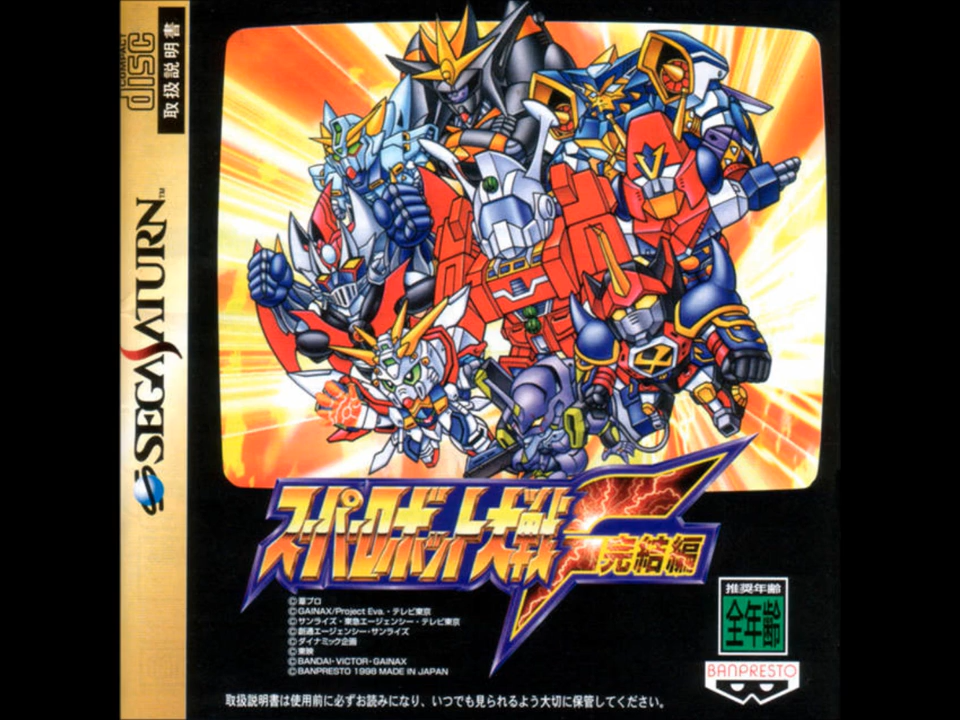 COMPACT
disc
取扱説明書
SEGA SATURN™
スーパーロボット大戦F
完結編
©葦プロ
©GAINAX/Project Eva.・テレビ東京
©サンライズ・東急エージェンシー・テレビ東京
©創通エージェンシー・サンライズ
©ダイナミック企画
©東映
©BANDAI・VICTOR・GAINAX
©BANPRESTO 1998 MADE IN JAPAN
推奨年齢
全年齢
BANPRESTO
取扱説明書は使用前に必ずお読みになり、いつでも見られるよう大切に保管してください。